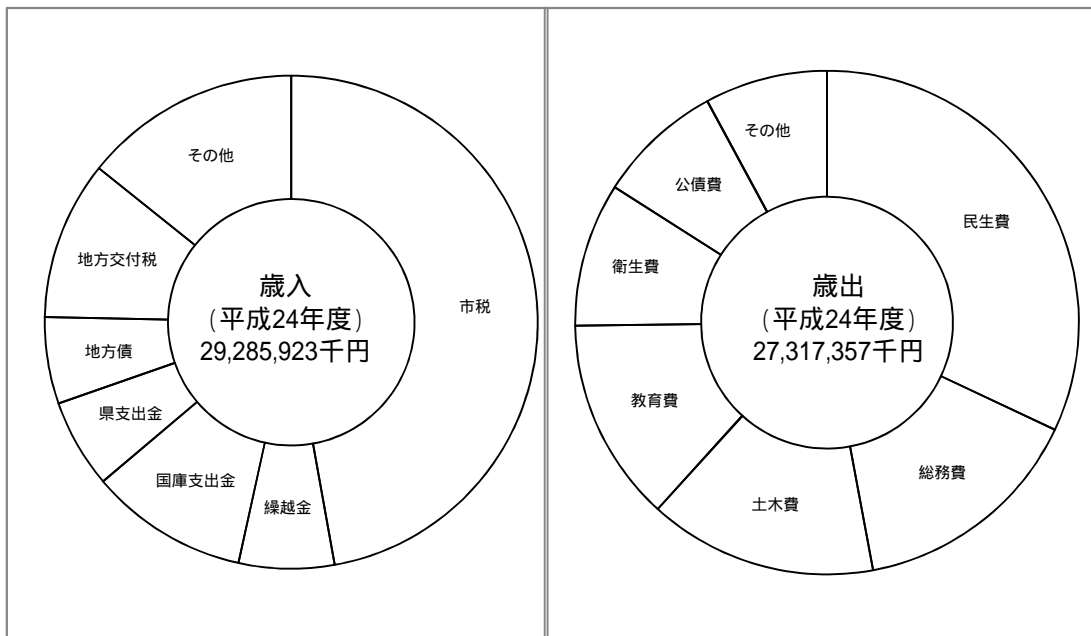 その他
地方交付税
地方債
県支出金
国庫支出金
繰越金
市税
歳入
(平成24年度)
29,285,923千円
その他
公債費
衛生費
教育費
土木費
総務費
民生費
歳出
(平成24年度)
27,317,357千円